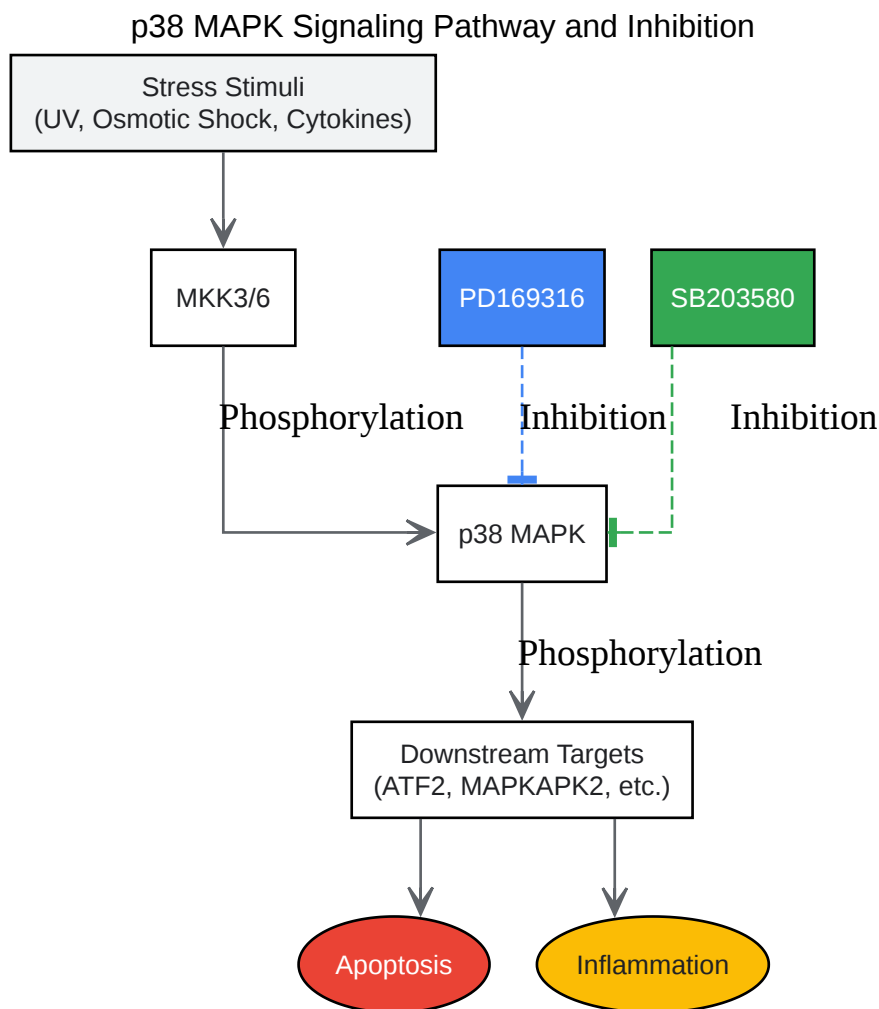 p38 MAPK Signaling Pathway and Inhibition
Stress Stimuli
(UV, Osmotic Shock, Cytokines)
MKK3/6
PD169316
SB203580
Phosphorylation
Inhibition
Inhibition
p38 MAPK
Phosphorylation
Downstream Targets
(ATF2, MAPKAPK2, etc.)
Apoptosis
Inflammation